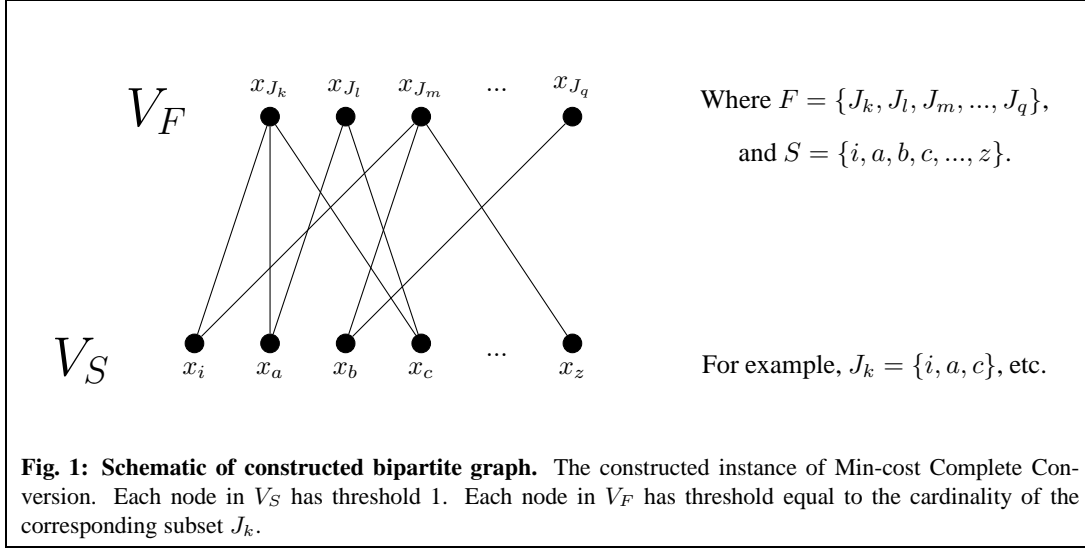 x_{J_k} x_{J_l} x_{J_m} ... x_{J_q}
V_F
Where F = {J_k, J_l, J_m, ..., J_q},
and S = {i, a, b, c, ..., z}.
V_S
x_i x_a x_b x_c ... x_z
For example, J_k = {i, a, c}, etc.
Fig. 1: Schematic of constructed bipartite graph. The constructed instance of Min-cost Complete Con-
version. Each node in V_S has threshold 1. Each node in V_F has threshold equal to the cardinality of the
corresponding subset J_k.